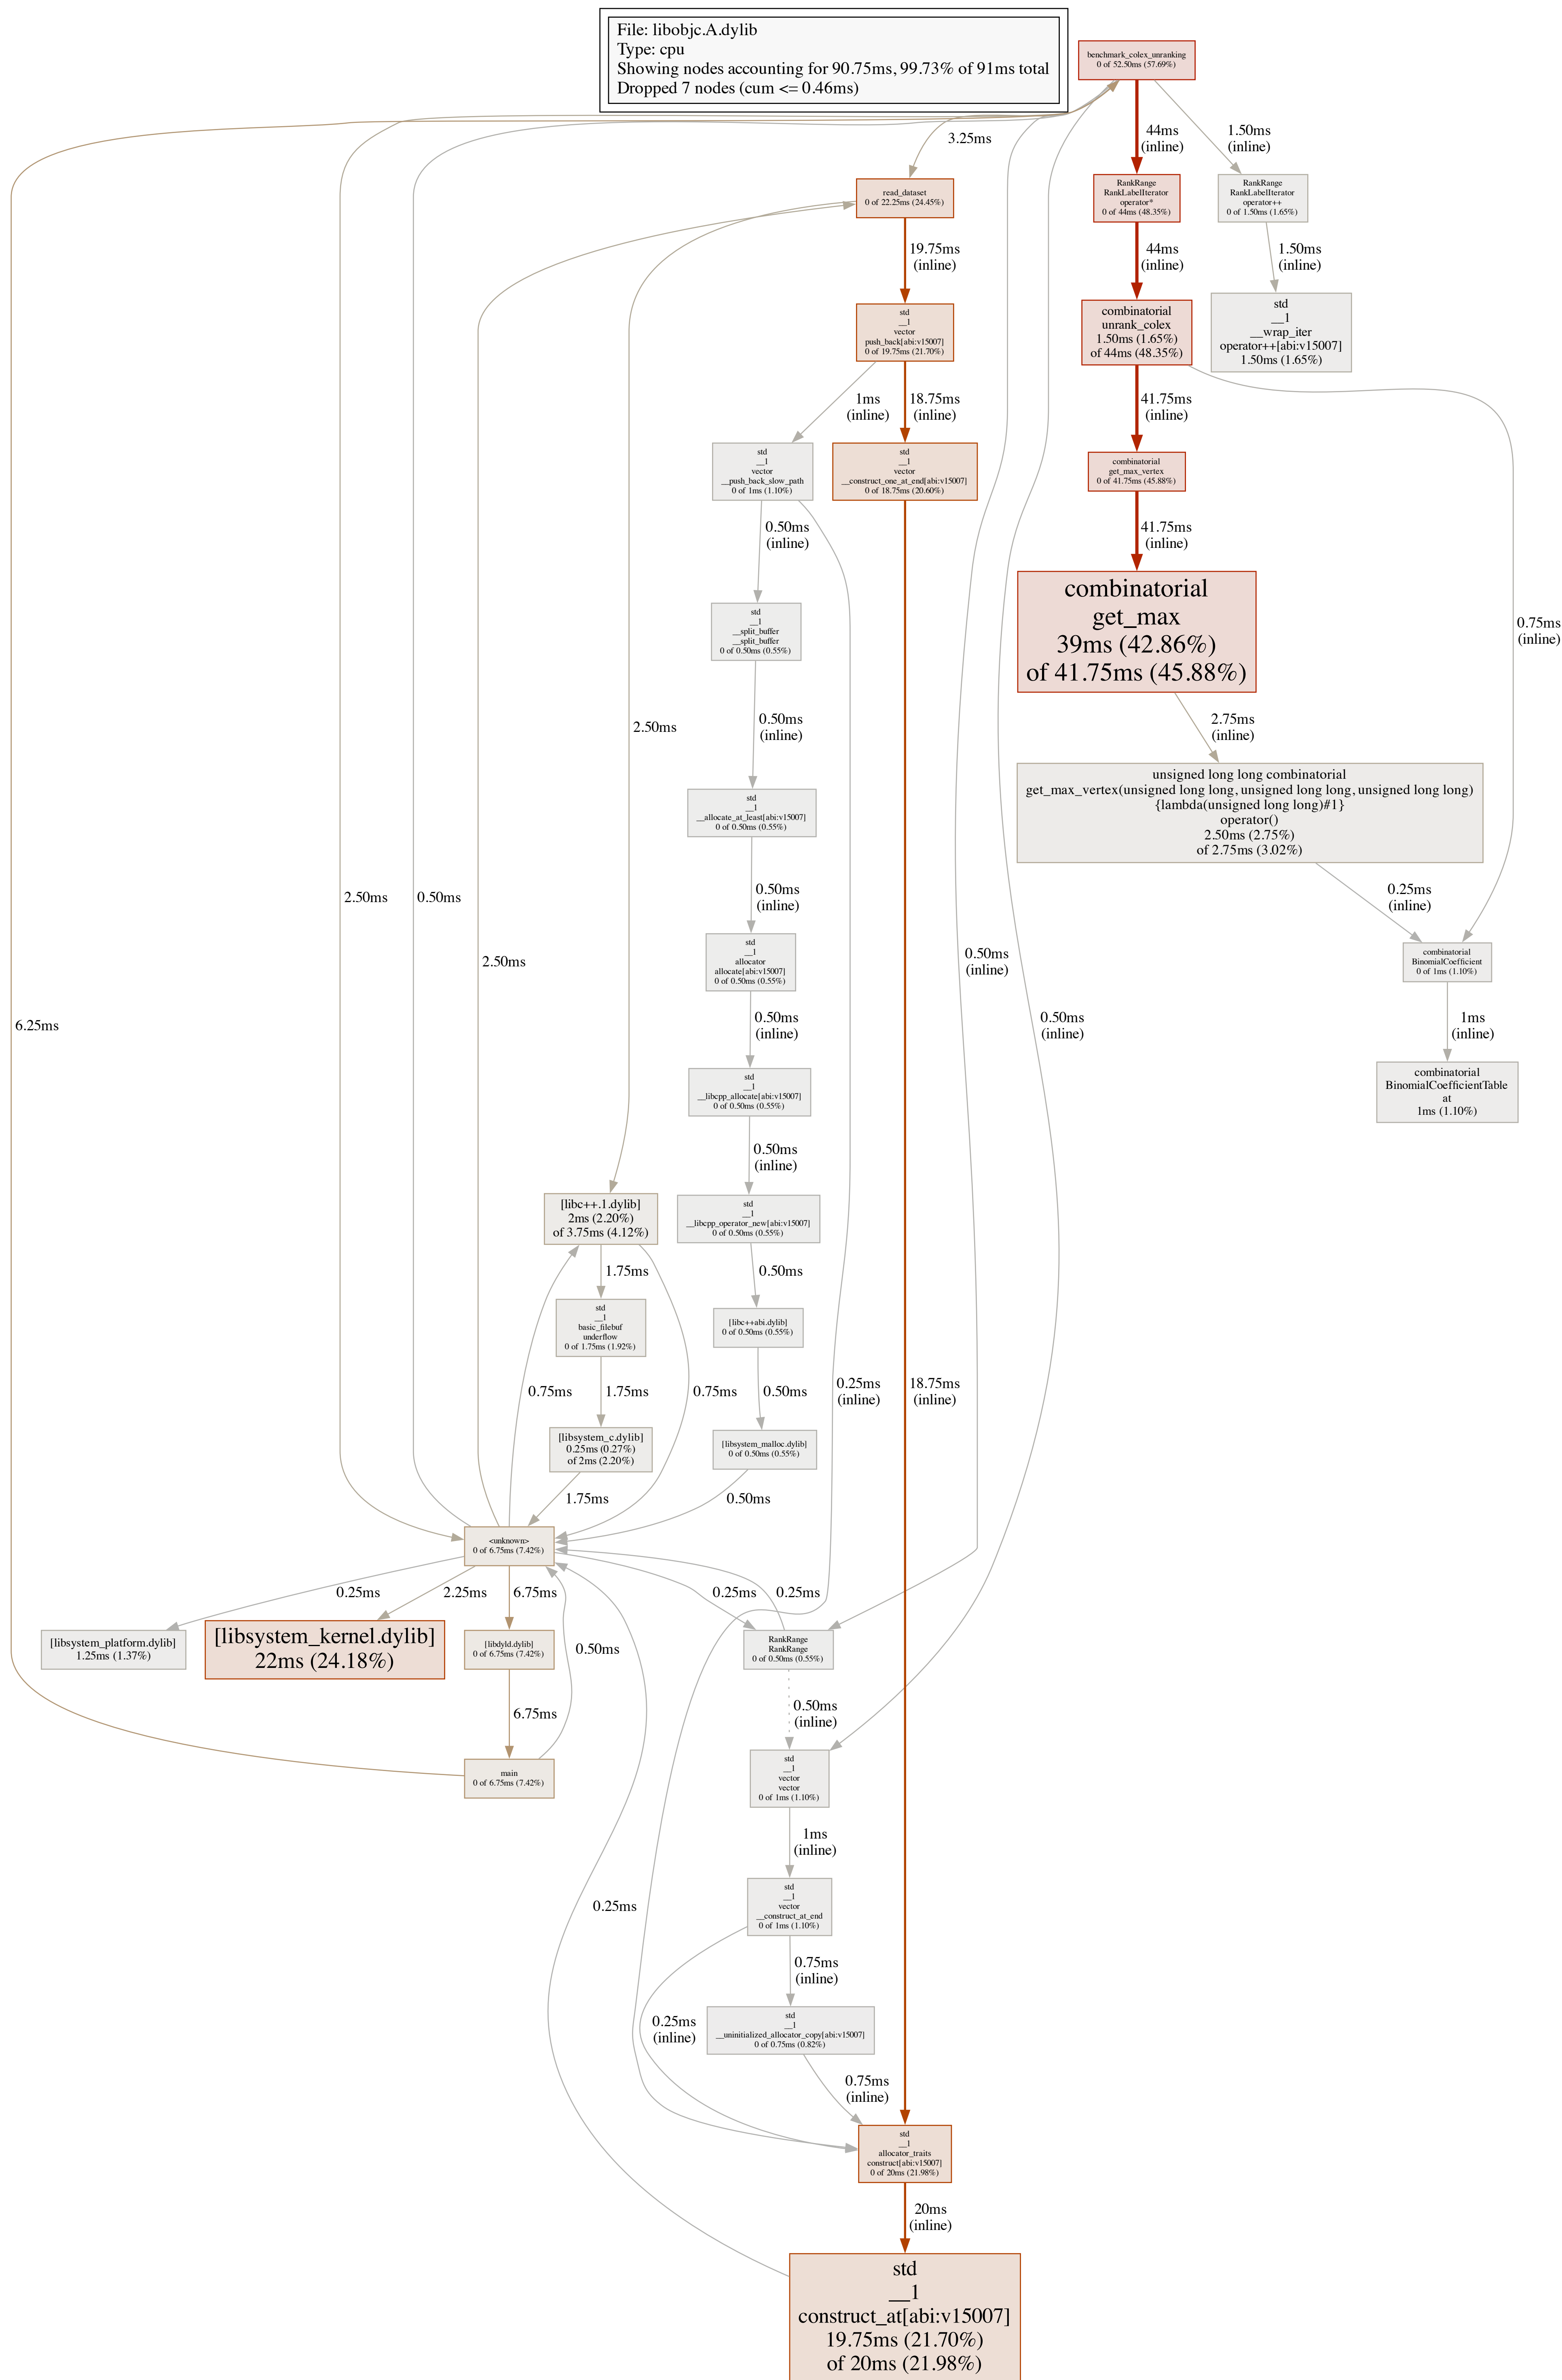 File: libobjc.A.dylib
Type: cpu
Showing nodes accounting for 90.75ms, 99.73% of 91ms total
Dropped 7 nodes (cum <= 0.46ms)
benchmark_colex_unranking
0 of 52.50ms (57.69%)
3.25ms
44ms
(inline)
1.50ms
(inline)
read_dataset
0 of 22.25ms (24.45%)
RankRange
RankLabelIterator
operator*
0 of 44ms (48.35%)
RankRange
RankLabelIterator
operator++
0 of 1.50ms (1.65%)
19.75ms
(inline)
44ms
(inline)
1.50ms
(inline)
std
__1
vector
push_back[abi:v15007]
0 of 19.75ms (21.70%)
combinatorial
unrank_colex
1.50ms (1.65%)
of 44ms (48.35%)
std
__1
__wrap_iter
operator++[abi:v15007]
1.50ms (1.65%)
1ms
(inline)
18.75ms
(inline)
41.75ms
(inline)
std
__1
vector
__push_back_slow_path
0 of 1ms (1.10%)
std
__1
vector
__construct_one_at_end[abi:v15007]
0 of 18.75ms (20.60%)
combinatorial
get_max_vertex
0 of 41.75ms (45.88%)
0.50ms
(inline)
41.75ms
(inline)
std
__1
__split_buffer
__split_buffer
0 of 0.50ms (0.55%)
combinatorial
get_max
39ms (42.86%)
of 41.75ms (45.88%)
0.75ms
(inline)
2.50ms
0.50ms
(inline)
2.75ms
(inline)
std
__1
__allocate_at_least[abi:v15007]
0 of 0.50ms (0.55%)
unsigned long long combinatorial
get_max_vertex(unsigned long long, unsigned long long, unsigned long long)
{lambda(unsigned long long)#1}
operator()
2.50ms (2.75%)
of 2.75ms (3.02%)
2.50ms
0.50ms
0.50ms
(inline)
0.25ms
(inline)
std
__1
allocator
allocate[abi:v15007]
0 of 0.50ms (0.55%)
2.50ms
0.50ms
(inline)
combinatorial
BinomialCoefficient
0 of 1ms (1.10%)
6.25ms
0.50ms
(inline)
0.50ms
(inline)
1ms
(inline)
std
__1
__libcpp_allocate[abi:v15007]
0 of 0.50ms (0.55%)
combinatorial
BinomialCoefficientTable
at
1ms (1.10%)
0.50ms
(inline)
[libc++.1.dylib]
2ms (2.20%)
of 3.75ms (4.12%)
std
__1
__libcpp_operator_new[abi:v15007]
0 of 0.50ms (0.55%)
1.75ms
0.50ms
std
__1
basic_filebuf
underflow
0 of 1.75ms (1.92%)
[libc++abi.dylib]
0 of 0.50ms (0.55%)
0.75ms
1.75ms
0.75ms
0.50ms
0.25ms
(inline)
18.75ms
(inline)
[libsystem_c.dylib]
0.25ms (0.27%)
of 2ms (2.20%)
[libsystem_malloc.dylib]
0 of 0.50ms (0.55%)
1.75ms
0.50ms
<unknown>
0 of 6.75ms (7.42%)
0.25ms
2.25ms
6.75ms
0.25ms
0.25ms
[libsystem_platform.dylib]
1.25ms (1.37%)
[libsystem_kernel.dylib]
22ms (24.18%)
[libdyld.dylib]
0 of 6.75ms (7.42%)
0.50ms
RankRange
RankRange
0 of 0.50ms (0.55%)
6.75ms
0.50ms
(inline)
main
0 of 6.75ms (7.42%)
std
__1
vector
vector
0 of 1ms (1.10%)
1ms
(inline)
0.25ms
std
__1
vector
__construct_at_end
0 of 1ms (1.10%)
0.75ms
(inline)
0.25ms
(inline)
std
__1
__uninitialized_allocator_copy[abi:v15007]
0 of 0.75ms (0.82%)
0.75ms
(inline)
std
__1
allocator_traits
construct[abi:v15007]
0 of 20ms (21.98%)
20ms
(inline)
std
__1
construct_at[abi:v15007]
19.75ms (21.70%)
of 20ms (21.98%)